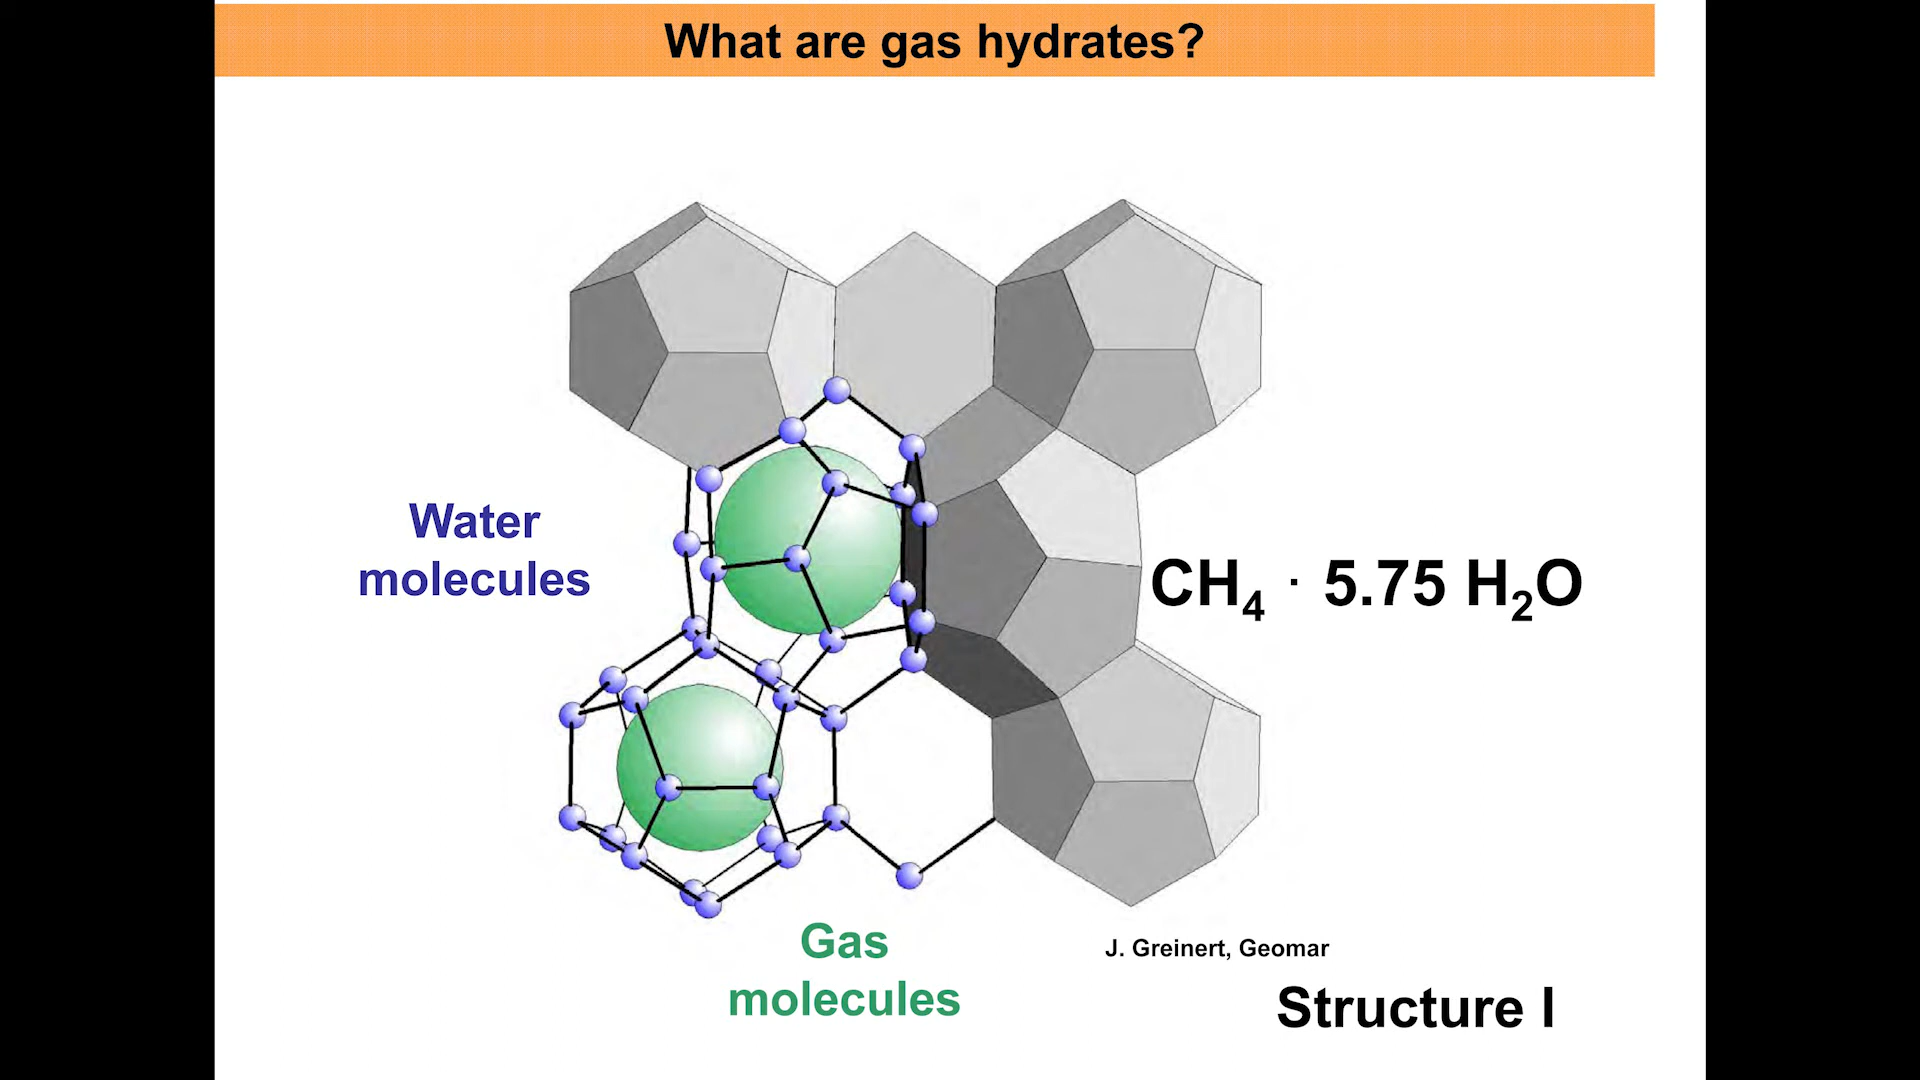 What are gas hydrates?
Water
molecules
CH₄ · 5.75 H₂O
Gas
molecules
J. Greinert, Geomar
Structure I